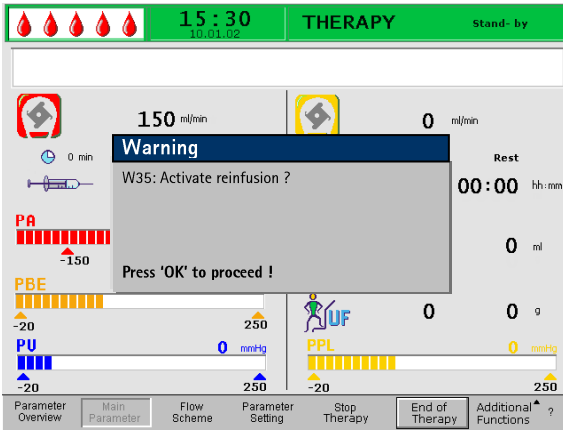 15:30
10.01.02
THERAPY
Stand- by
150 ml/min
0 ml/min
0 min
Rest
00:00 hh:mm
Warning
W35: Activate reinfusion ?
Press 'OK' to proceed !
PA
-150
0 ml
PBE
-20
250
UF
0
0 g
PV
0 mmHg
-20
250
PPL
0 mmHg
-20
250
Parameter Overview
Main Parameter
Flow Scheme
Parameter Setting
Stop Therapy
End of Therapy
Additional Functions
?